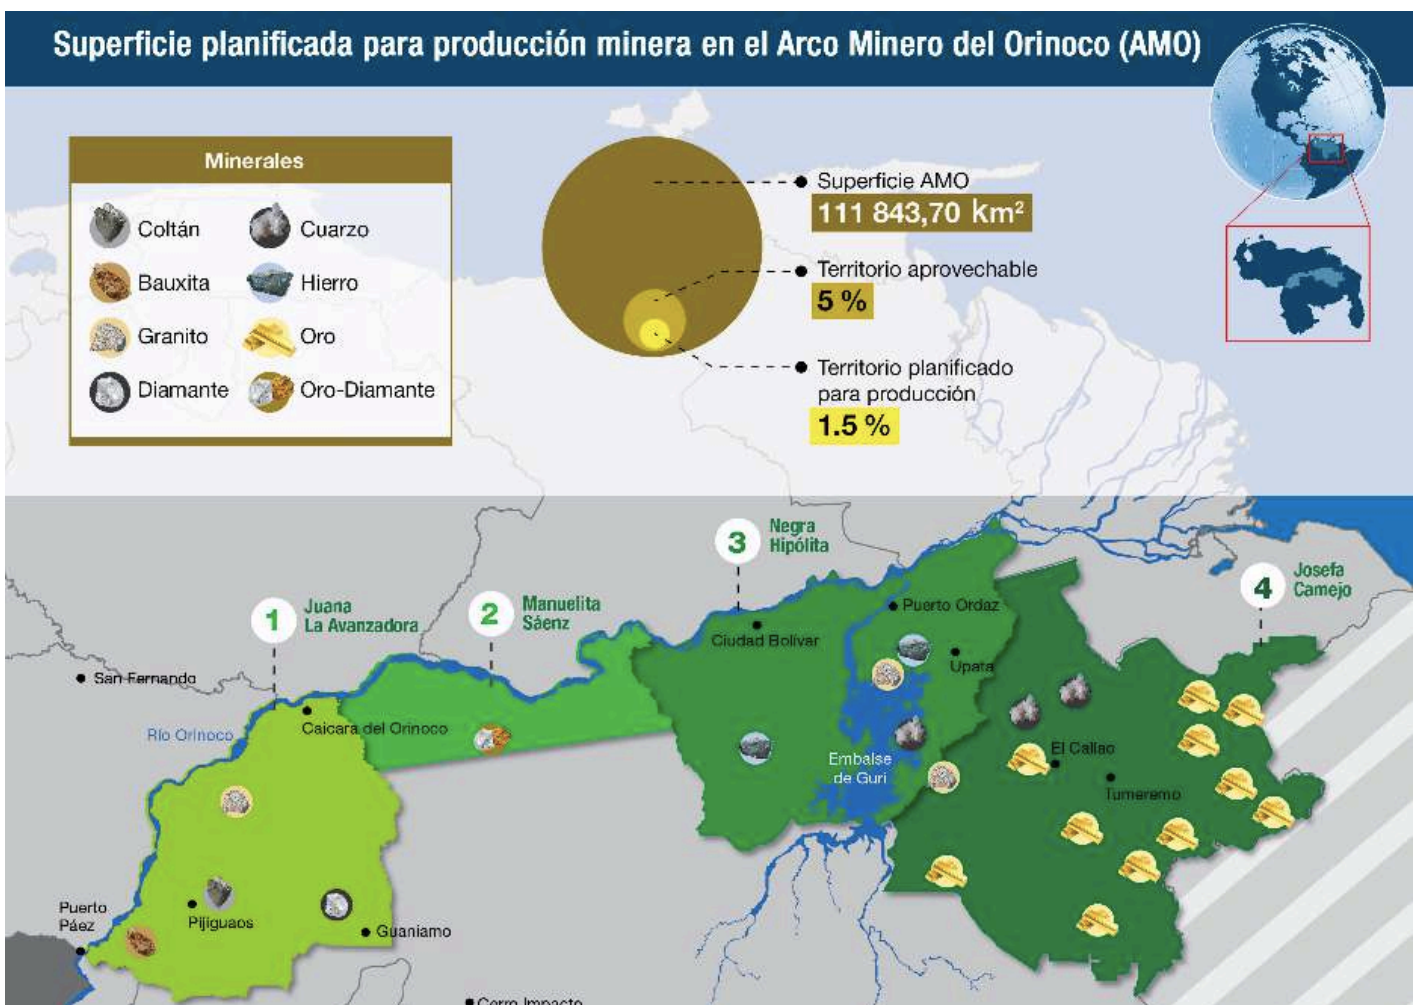 Superficie planificada para producción minera en el Arco Minero del Orinoco (AMO)
Minerales
Coltán
Cuarzo
Bauxita
Hierro
Granito
Oro
Diamante
Oro-Diamante
Superficie AMO
111 843,70 km²
Territorio aprovechable
5 %
Territorio planificado
para producción
1.5 %
1
Juana
La Avanzadora
2
Manuelita
Sáenz
3
Negra
Hipólita
4
Josefa
Camejo
San Fernando
Río Orinoco
Caicara del Orinoco
Ciudad Bolívar
Puerto Ordaz
Upata
Embalse
de Guri
El Callao
Tumeremo
Puerto
Páez
Pijiguaos
Guaniamo
Cerro Impacto